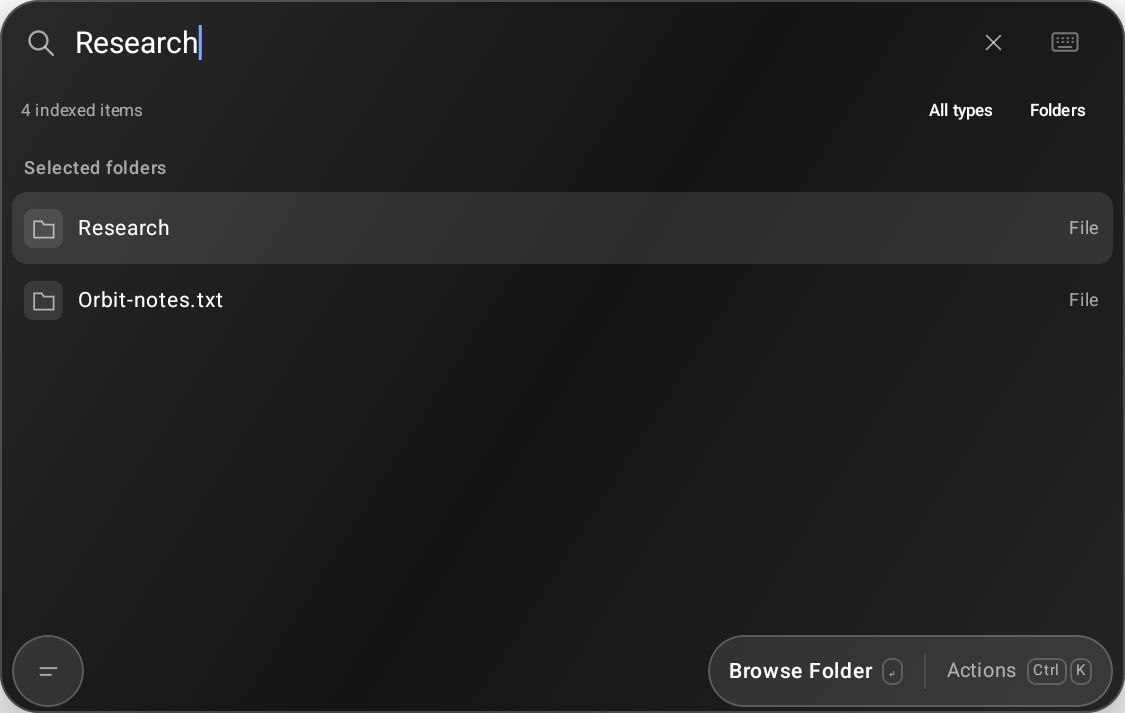 Research
4 indexed items All types Folders
Selected folders
Research File
Orbit-notes.txt File
Browse Folder ↲ Actions Ctrl K